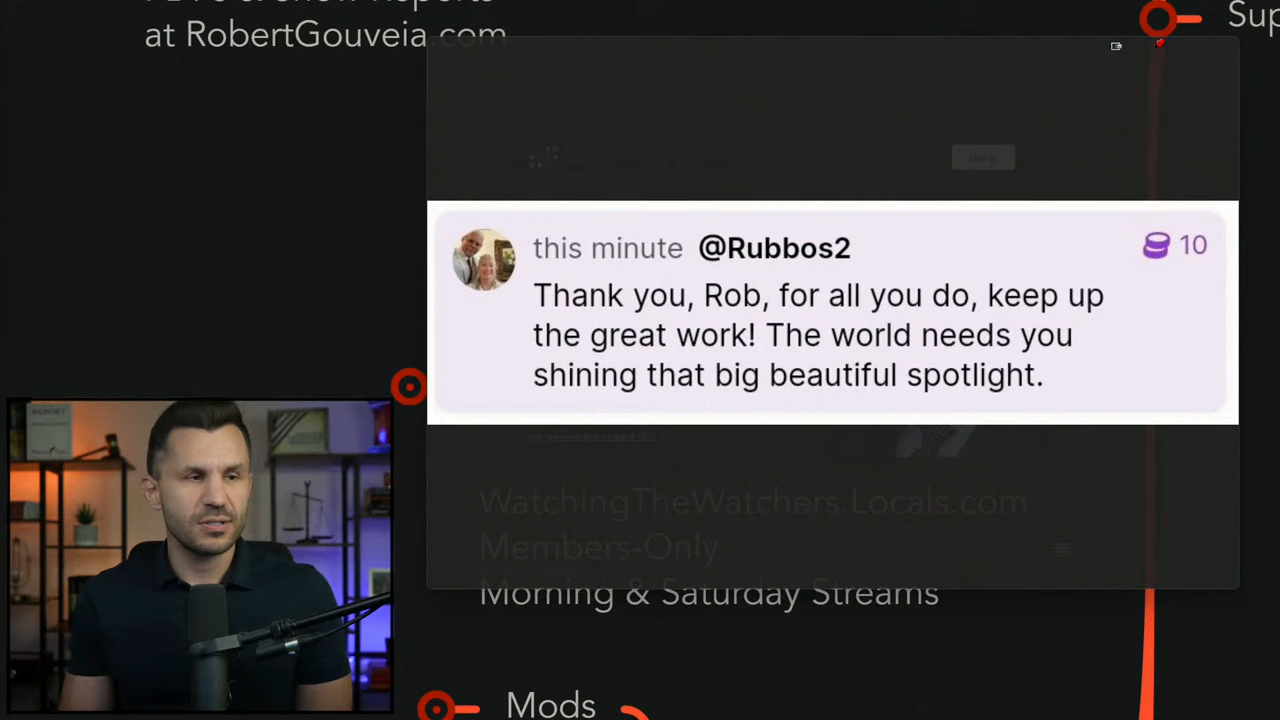 at RobertGouveia.com
Sup
this minute @Rubbos2
10
Thank you, Rob, for all you do, keep up
the great work! The world needs you
shining that big beautiful spotlight.
WatchingTheWatchers.Locals.com
Members-Only
Morning & Saturday Streams
Mods